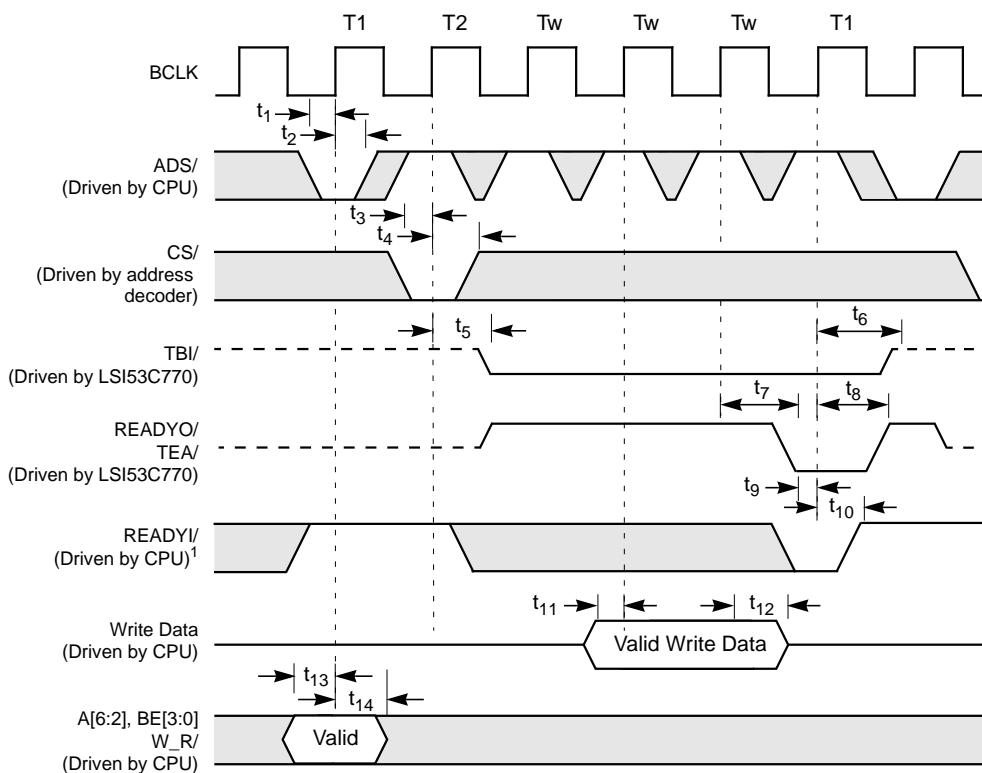 T1 T2 Tw Tw Tw T1
BCLK
t1
t2
ADS/
(Driven by CPU)
t3
t4
CS/
(Driven by address
decoder)
t5
t6
TBI/
(Driven by LSI53C770)
t7
t8
READYO/
TEA/
(Driven by LSI53C770)
t9
t10
READYI/
(Driven by CPU)1
t11
t12
Write Data
(Driven by CPU)
Valid Write Data
t13
t14
A[6:2], BE[3:0]
W_R/
(Driven by CPU)
Valid